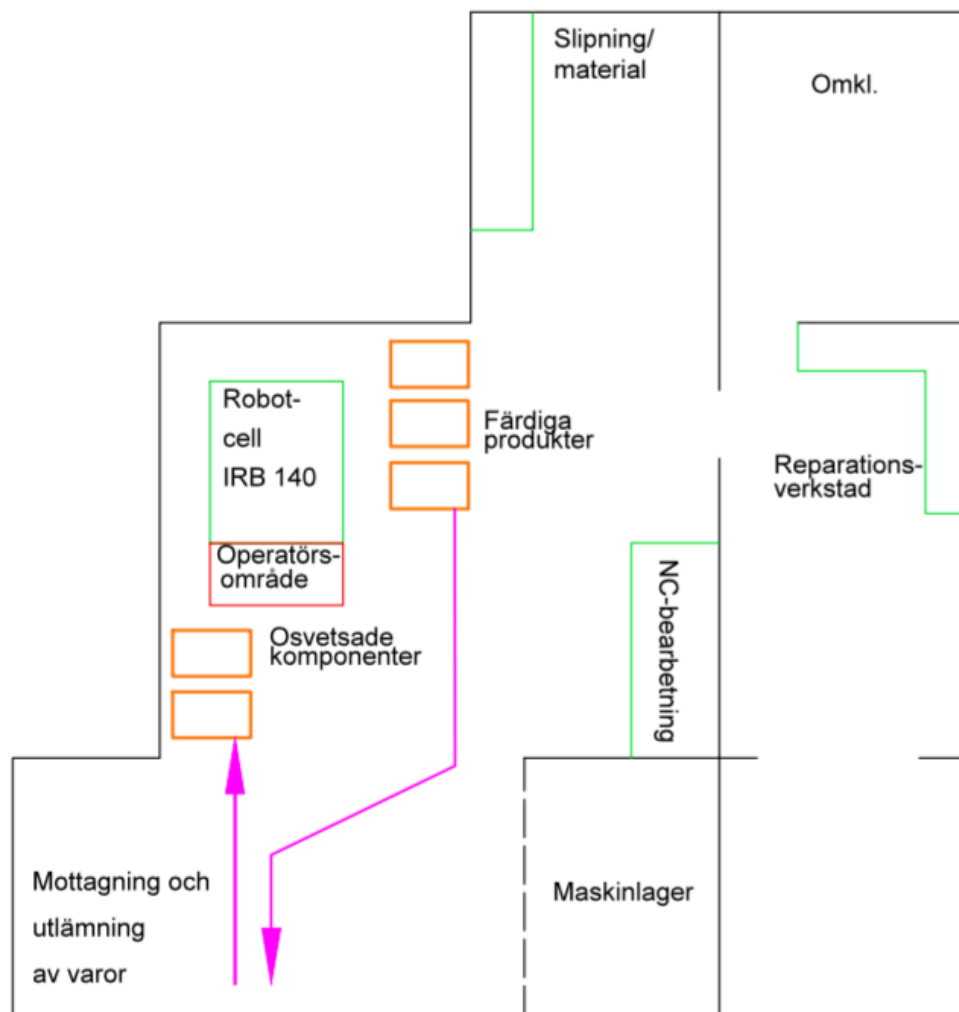 Slipning/
material
Omkl.
Robot-
cell
IRB 140
Färdiga
produkter
Reparations-
verkstad
Operatörs-
område
Osvetsade
komponenter
NC-bearbetning
Mottagning och
utlämning
av varor
Maskinlager